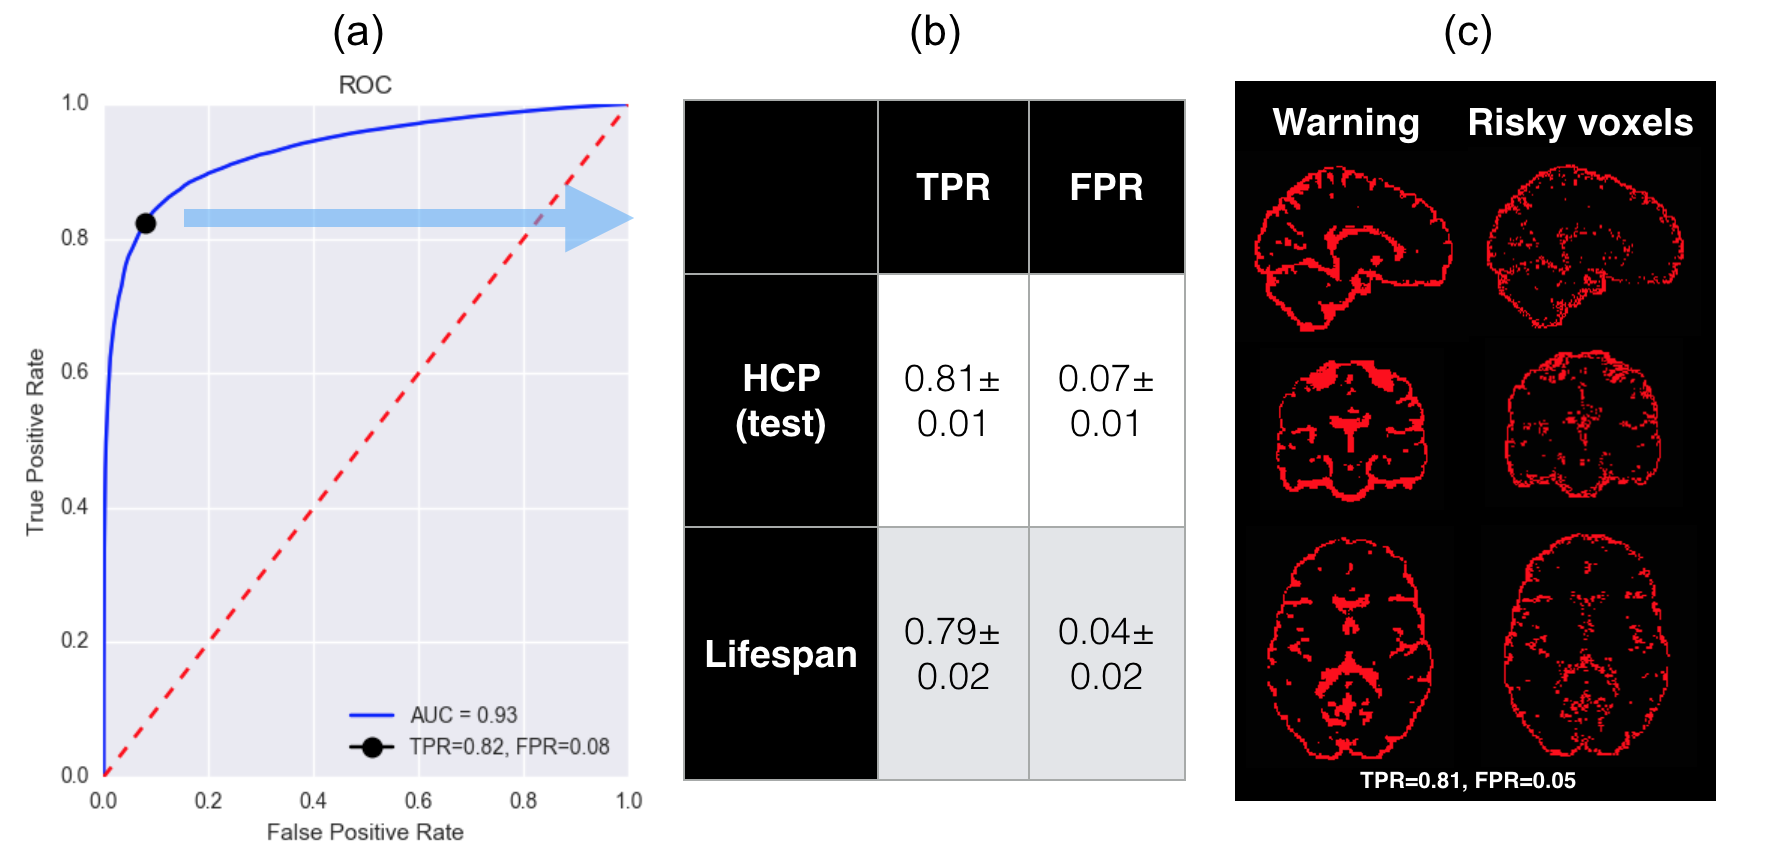 (a)
ROC
1.0
0.8
0.6
0.4
0.2
0.0
True Positive Rate
0.0 0.2 0.4 0.6 0.8 1.0
False Positive Rate
AUC = 0.93
TPR=0.82, FPR=0.08
(b)
TPR FPR
HCP
(test)
0.81±
0.01
0.07±
0.01
Lifespan
0.79±
0.02
0.04±
0.02
(c)
Warning Risky voxels
TPR=0.81, FPR=0.05